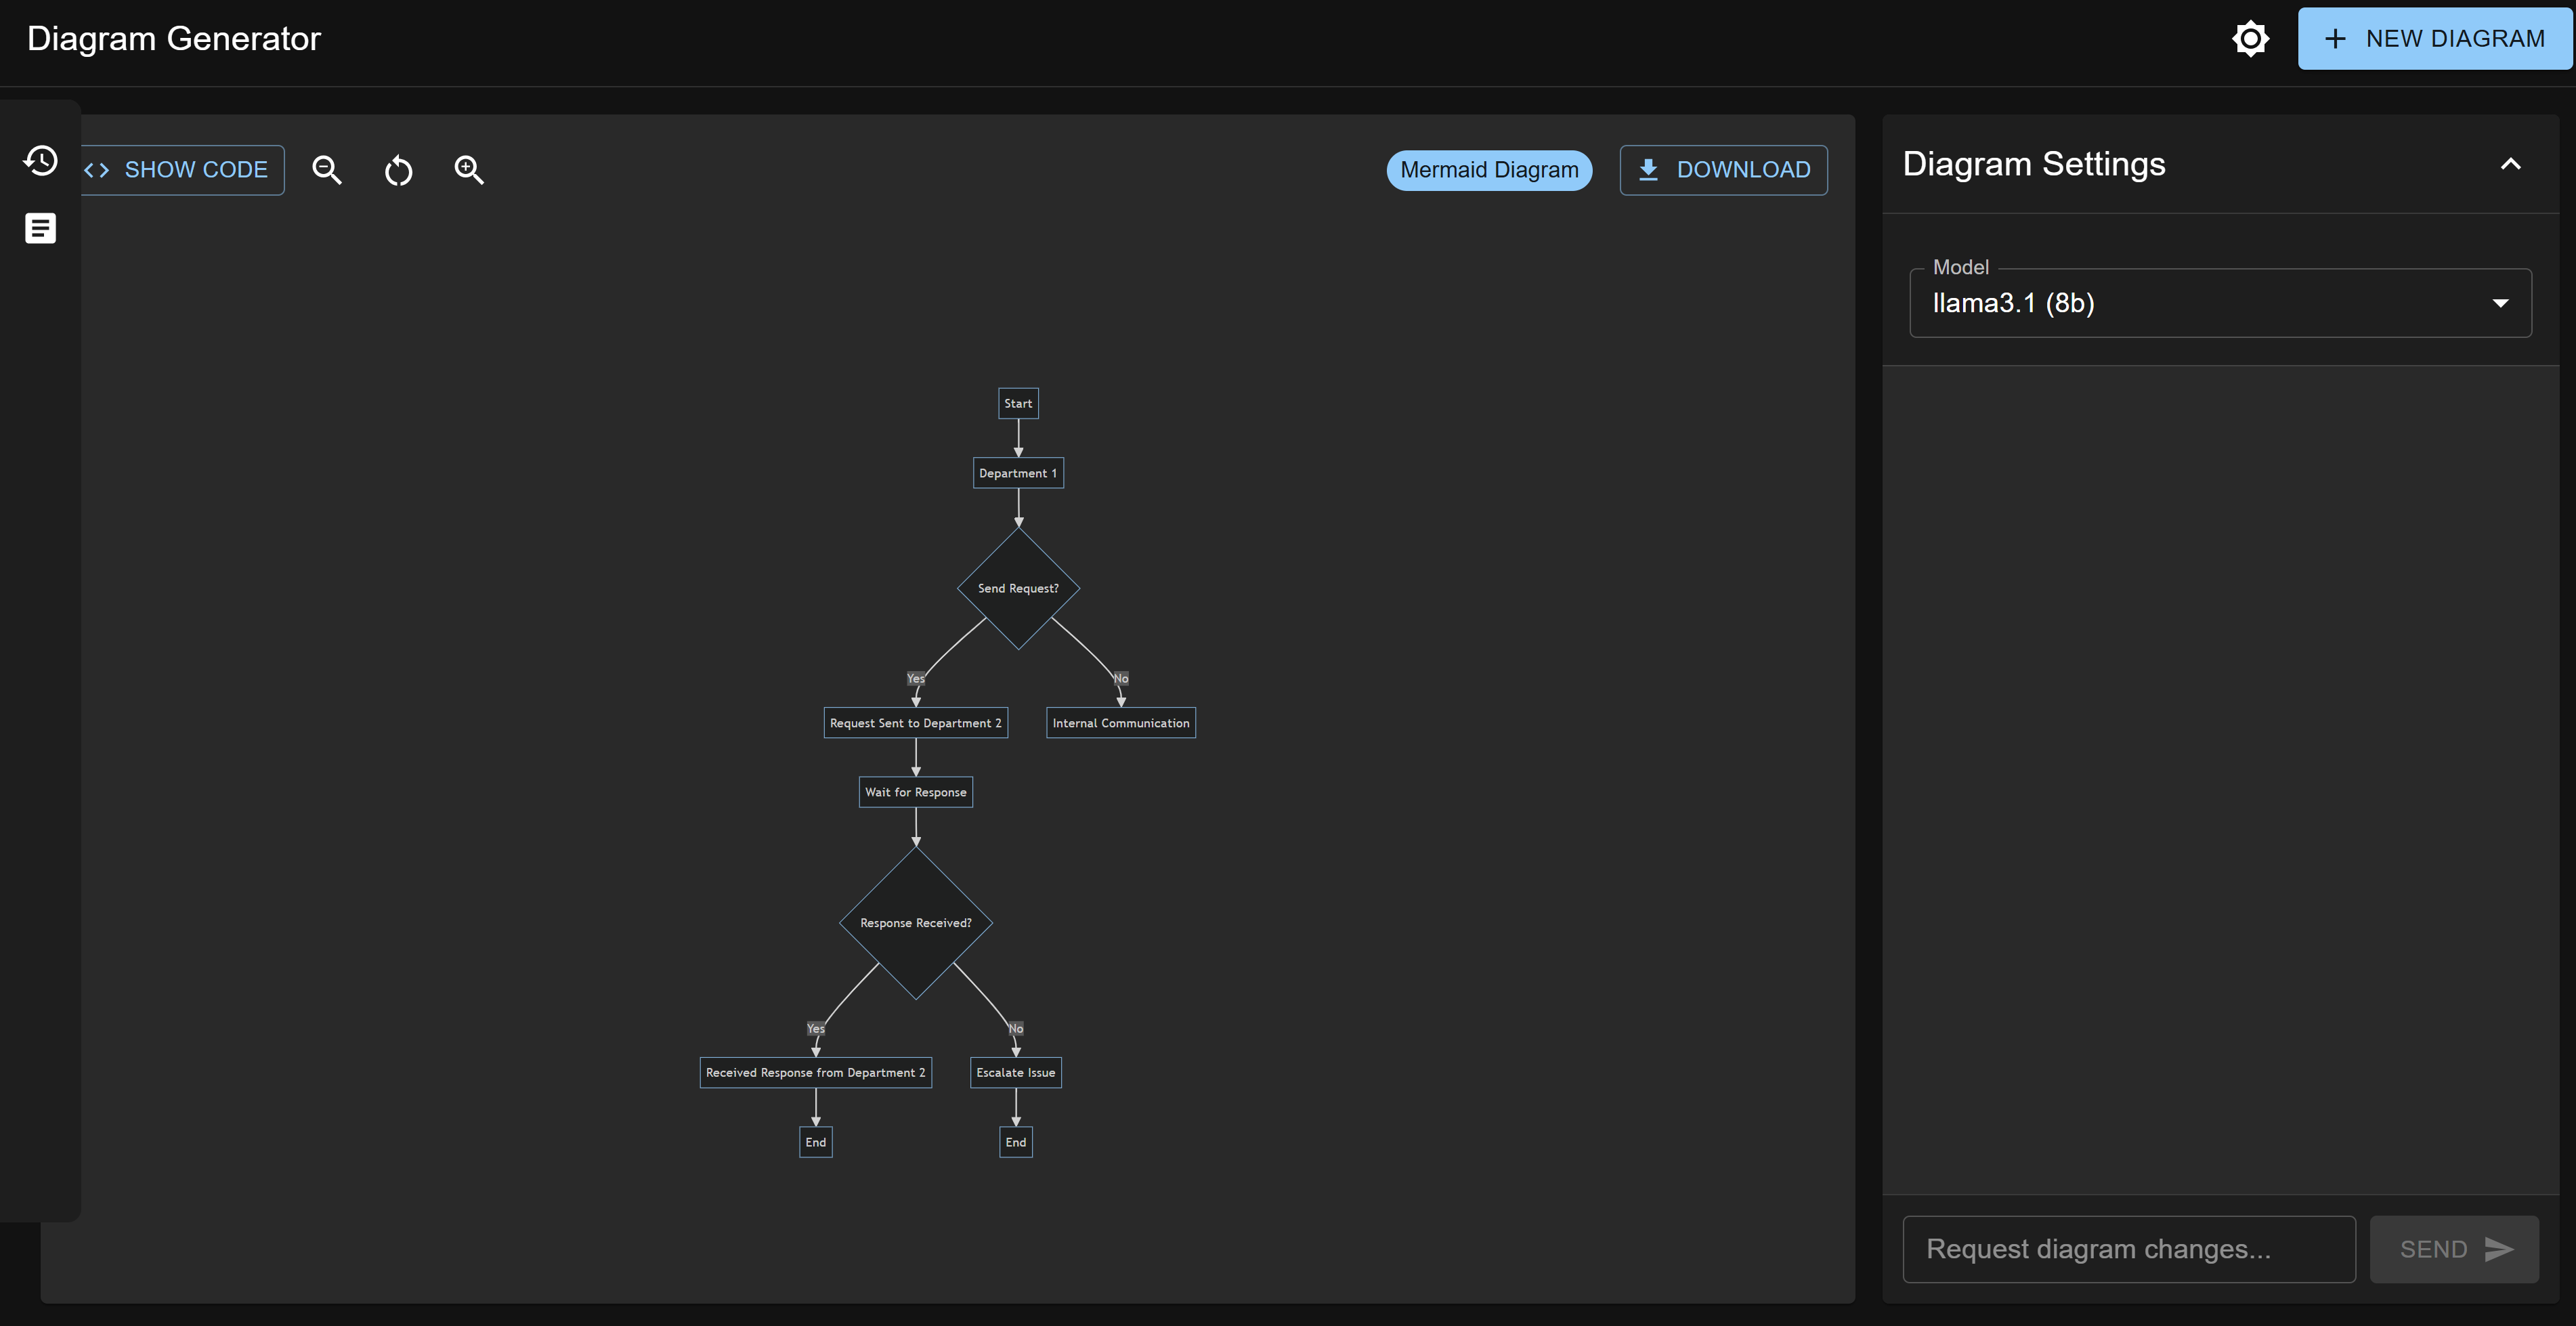 Diagram Generator
NEW DIAGRAM
SHOW CODE
Mermaid Diagram
DOWNLOAD
Diagram Settings
Model
llama3.1 (8b)
Start
Department 1
Send Request?
Yes
No
Request Sent to Department 2
Internal Communication
Wait for Response
Response Received?
Yes
No
Received Response from Department 2
Escalate Issue
End
End
Request diagram changes...
SEND